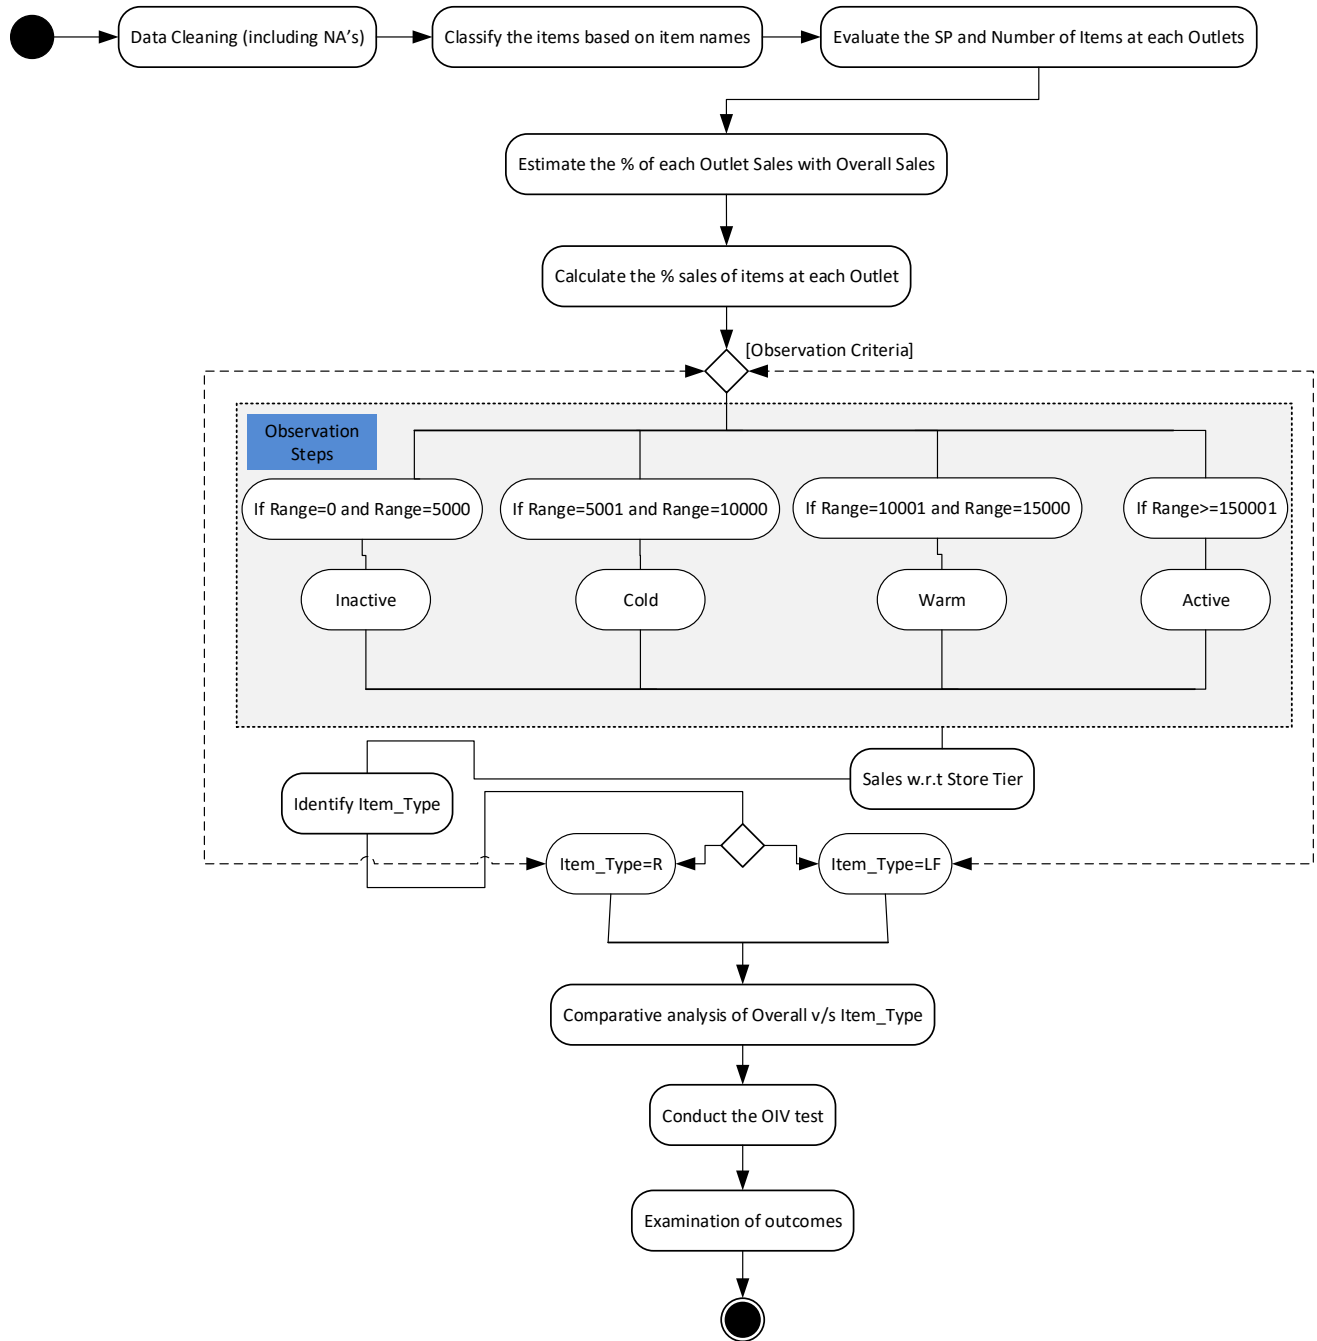 Data Cleaning (including NA’s)
Classify the items based on item names
Evaluate the SP and Number of Items at each Outlets
Estimate the % of each Outlet Sales with Overall Sales
Calculate the % sales of items at each Outlet
[Observation Criteria]
Observation
Steps
If Range=0 and Range=5000
If Range=5001 and Range=10000
If Range=10001 and Range=15000
If Range>=150001
Inactive
Cold
Warm
Active
Sales w.r.t Store Tier
Identify Item_Type
Item_Type=R
Item_Type=LF
Comparative analysis of Overall v/s Item_Type
Conduct the OIV test
Examination of outcomes